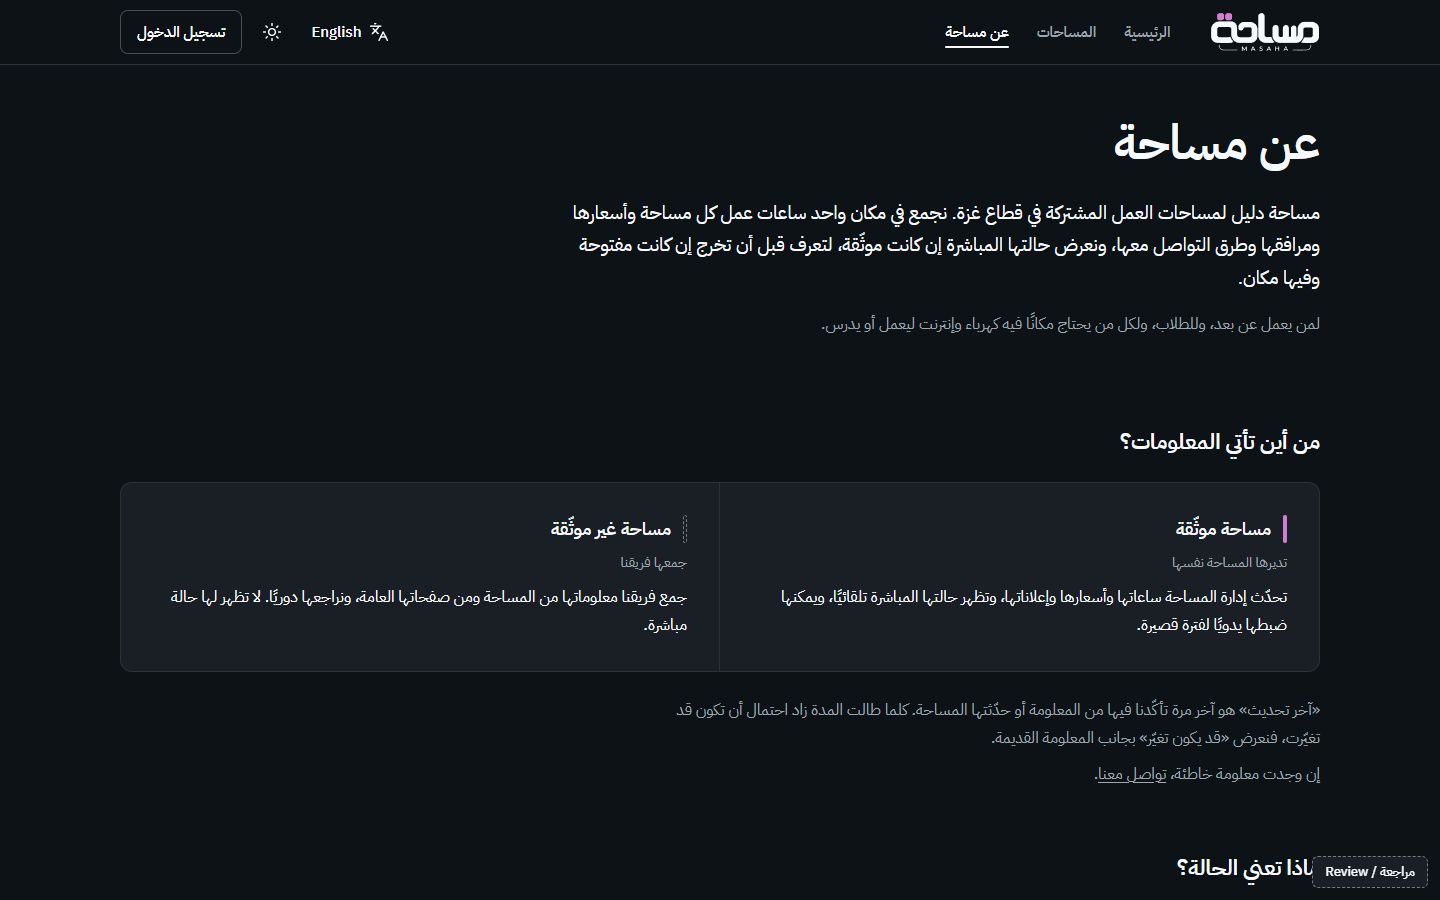 مساحة
MASAHA
الرئيسية
المساحات
عن مساحة
English
تسجيل الدخول
عن مساحة
مساحة دليل لمساحات العمل المشتركة في قطاع غزة. نجمع في مكان واحد ساعات عمل كل مساحة وأسعارها
ومرافقها وطرق التواصل معها، ونعرض حالتها المباشرة إن كانت موثّقة، لتعرف قبل أن تخرج إن كانت مفتوحة
وفيها مكان.
لمن يعمل عن بعد، وللطلاب، ولكل من يحتاج مكانًا فيه كهرباء وإنترنت ليعمل أو يدرس.
من أين تأتي المعلومات؟
مساحة موثّقة
تديرها المساحة نفسها
تحدّث إدارة المساحة ساعاتها وأسعارها وإعلاناتها، وتظهر حالتها المباشرة تلقائيًا، ويمكنها
ضبطها يدويًا لفترة قصيرة.
مساحة غير موثّقة
جمعها فريقنا
جمع فريقنا معلوماتها من المساحة ومن صفحاتها العامة، ونراجعها دوريًا. لا تظهر لها حالة
مباشرة.
«آخر تحديث» هو آخر مرة تأكّدنا فيها من المعلومة أو حدّثتها المساحة. كلما طالت المدة زاد احتمال أن تكون قد
تغيّرت، فنعرض «قد يكون تغيّر» بجانب المعلومة القديمة.
إن وجدت معلومة خاطئة، تواصل معنا.
ماذا تعني الحالة؟
مراجعة / Review